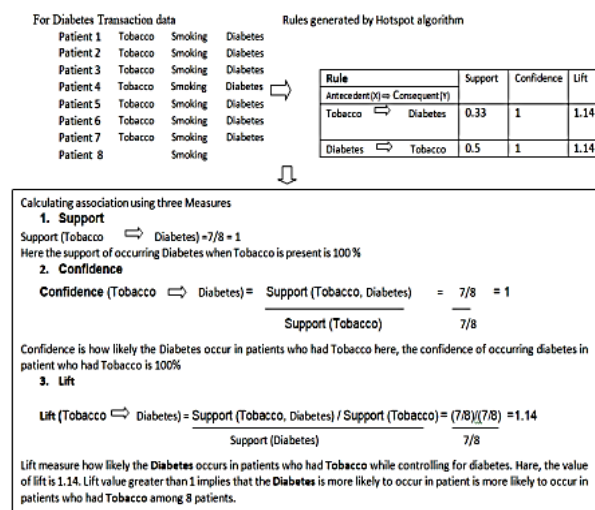 For Diabetes Transaction data
Rules generated by Hotspot algorithm
Patient 1 Tobacco Smoking Diabetes
Patient 2 Tobacco Smoking Diabetes
Patient 3 Tobacco Smoking Diabetes
Patient 4 Tobacco Smoking Diabetes
Patient 5 Tobacco Smoking Diabetes
Patient 6 Tobacco Smoking Diabetes
Patient 7 Tobacco Smoking Diabetes
Patient 8 Smoking
Rule Support Confidence Lift
Antecedent(X)⇨ Consequent(Y)
Tobacco ⇨ Diabetes 0.33 1 1.14
Diabetes ⇨ Tobacco 0.5 1 1.14
Calculating association using three Measures
1. Support
Support (Tobacco ⇨ Diabetes) =7/8 = 1
Here the support of occurring Diabetes when Tobacco is present is 100%
2. Confidence
Confidence (Tobacco ⇨ Diabetes) = Support (Tobacco, Diabetes) = 7/8 = 1
Support (Tobacco) 7/8
Confidence is how likely the Diabetes occur in patients who had Tobacco here, the confidence of occurring diabetes in
patient who had Tobacco is 100%
3. Lift
Lift (Tobacco ⇨ Diabetes) = Support (Tobacco, Diabetes) / Support (Tobacco) = (7/8)/(7/8) =1.14
Support (Diabetes) 7/8
Lift measure how likely the Diabetes occurs in patients who had Tobacco while controlling for diabetes. Hare, the value
of lift is 1.14. Lift value greater than 1 implies that the Diabetes is more likely to occur in patient is more likely to occur in
patients who had Tobacco among 8 patients.